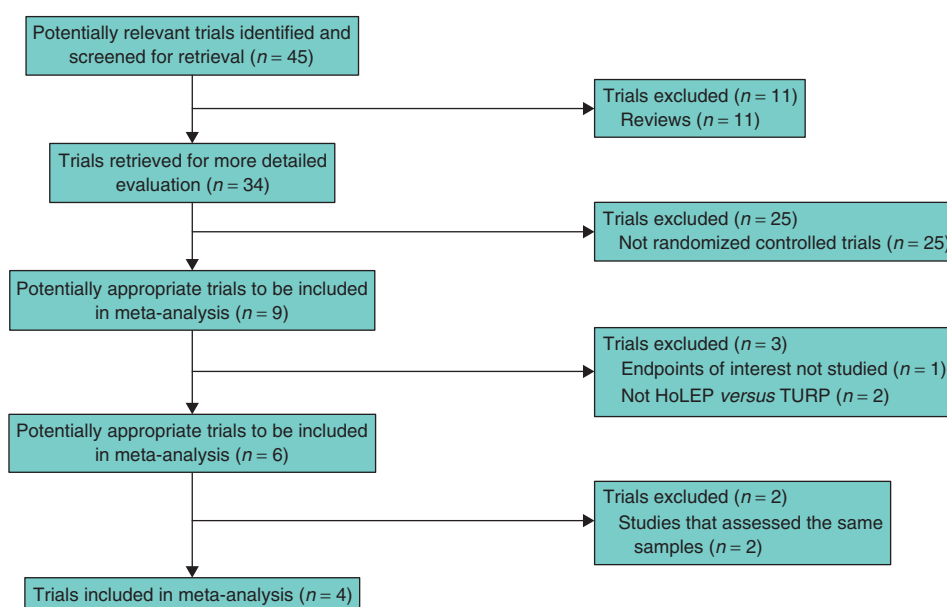 Potentially relevant trials identified and
screened for retrieval (n = 45)
Trials excluded (n = 11)
Reviews (n = 11)
Trials retrieved for more detailed
evaluation (n = 34)
Trials excluded (n = 25)
Not randomized controlled trials (n = 25)
Potentially appropriate trials to be included
in meta-analysis (n = 9)
Trials excluded (n = 3)
Endpoints of interest not studied (n = 1)
Not HoLEP versus TURP (n = 2)
Potentially appropriate trials to be included
in meta-analysis (n = 6)
Trials excluded (n = 2)
Studies that assessed the same
samples (n = 2)
Trials included in meta-analysis (n = 4)